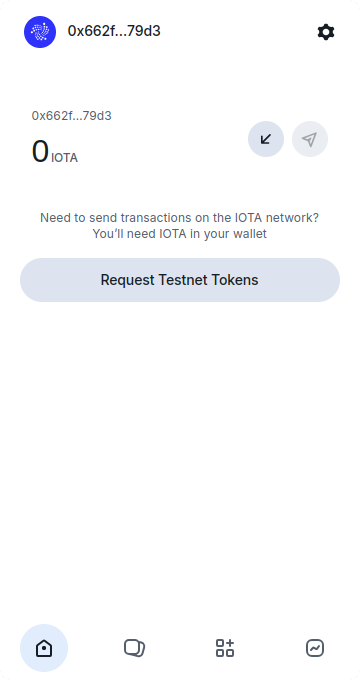 0x662f...79d3
0x662f...79d3
0 IOTA
Need to send transactions on the IOTA network?
You’ll need IOTA in your wallet
Request Testnet Tokens